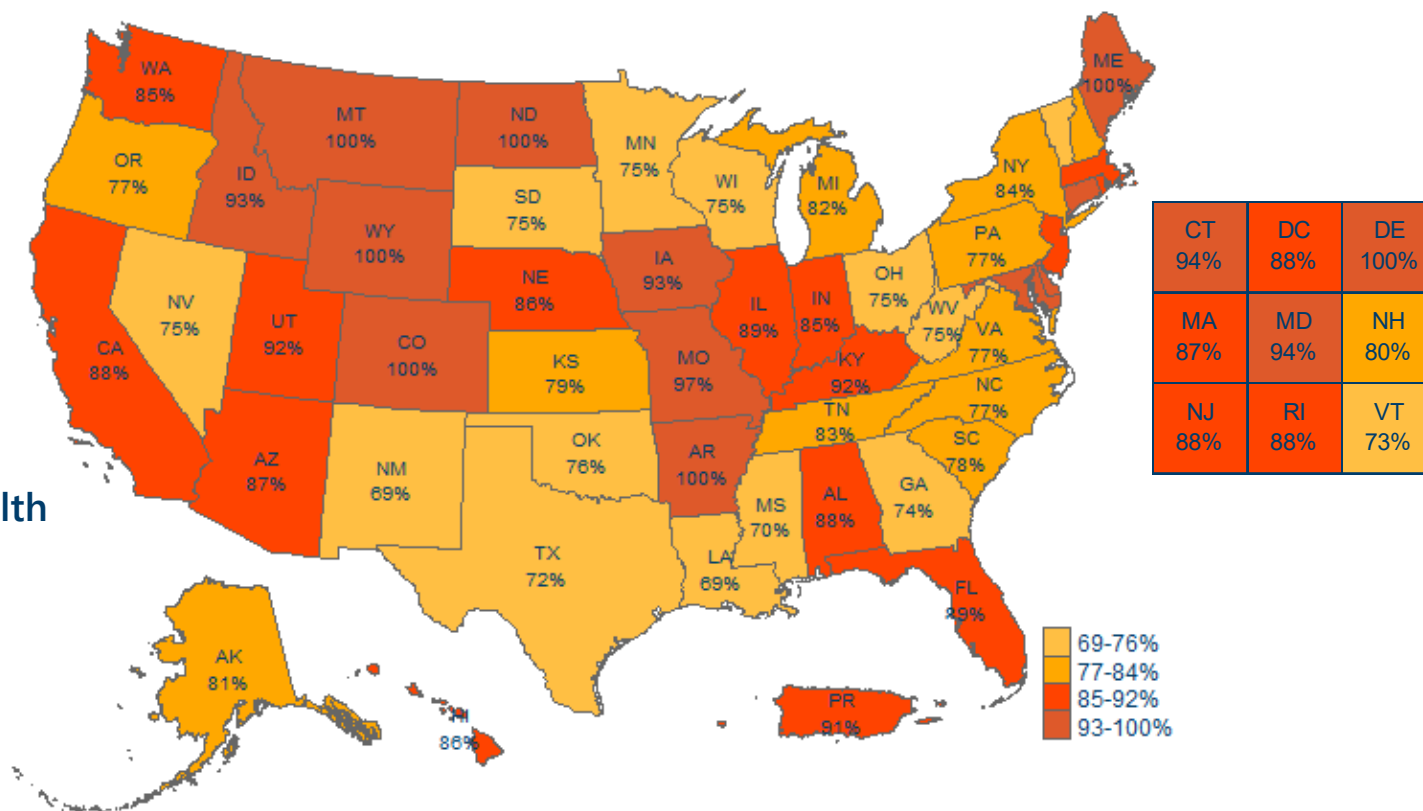 WA
85%
OR
77%
CA
88%
NV
75%
ID
93%
MT
100%
WY
100%
UT
92%
AZ
87%
CO
100%
NM
69%
ND
100%
SD
75%
NE
86%
KS
79%
OK
76%
TX
72%
MN
75%
IA
93%
MO
97%
AR
100%
LA
69%
WI
75%
IL
89%
MS
70%
MI
82%
IN
85%
KY
92%
TN
83%
AL
88%
OH
75%
WV
75%
GA
74%
FL
89%
SC
78%
NC
77%
VA
77%
PA
77%
NY
84%
ME
100%
AK
81%
HI
86%
PR
91%
lth
CT
94%
DC
88%
DE
100%
MA
87%
MD
94%
NH
80%
NJ
88%
RI
88%
VT
73%
69-76%
77-84%
85-92%
93-100%